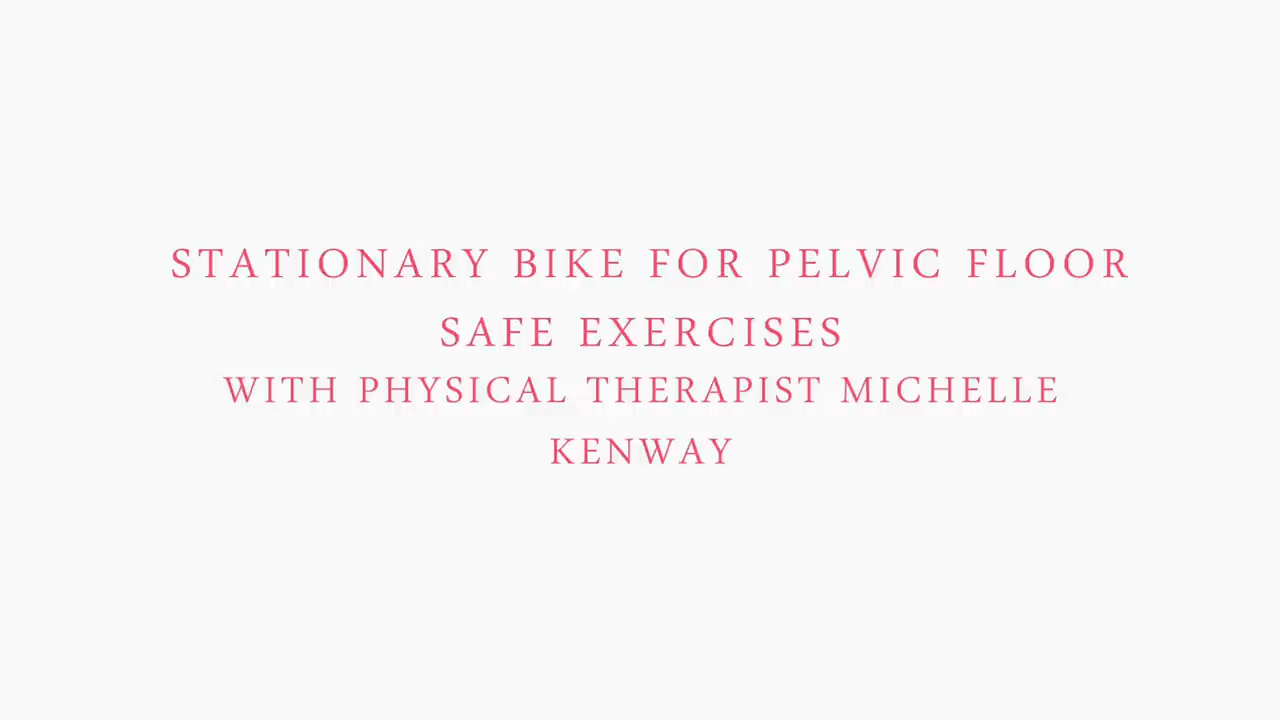 STATIONARY BIKE FOR PELVIC FLOOR
SAFE EXERCISES
WITH PHYSICAL THERAPIST MICHELLE
KENWAY